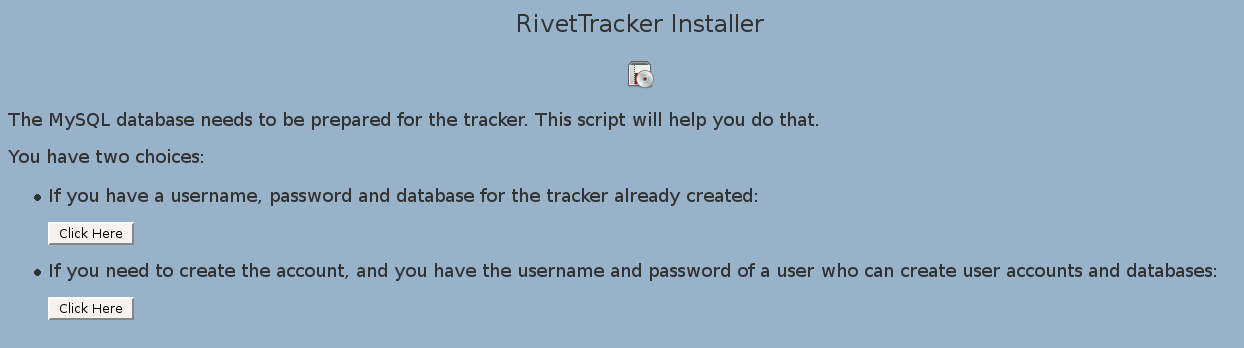 RivetTracker Installer
The MySQL database needs to be prepared for the tracker. This script will help you do that.
You have two choices:
• If you have a username, password and database for the tracker already created:
Click Here
• If you need to create the account, and you have the username and password of a user who can create user accounts and databases:
Click Here